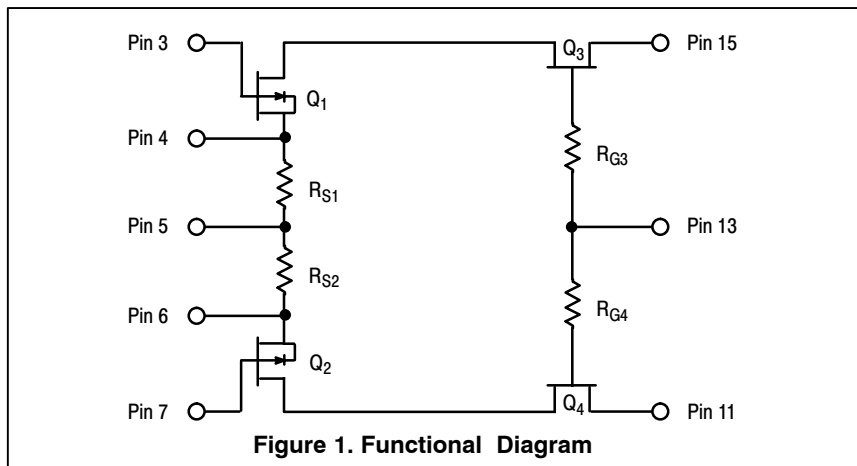 Pin 3
Q3
Pin 15
Q1
Pin 4
RG3
RS1
Pin 5
Pin 13
RS2
RG4
Pin 6
Q2
Pin 7
Q4
Pin 11
Figure 1. Functional Diagram